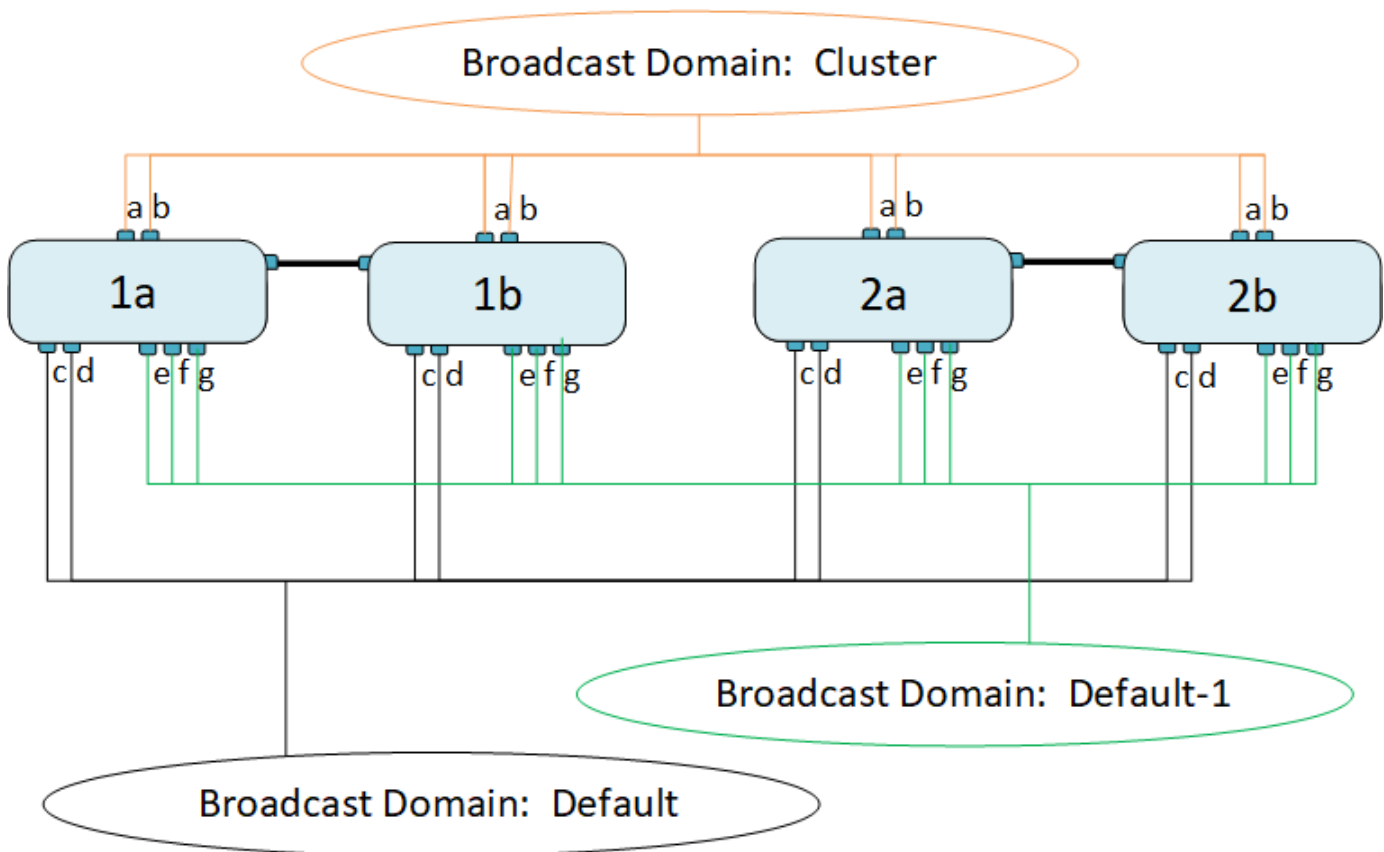 Broadcast Domain: Cluster
a b a b a b a b
1a 1b 2a 2b
c d e f g c d e f g c d e f g c d e f g
Broadcast Domain: Default-1
Broadcast Domain: Default